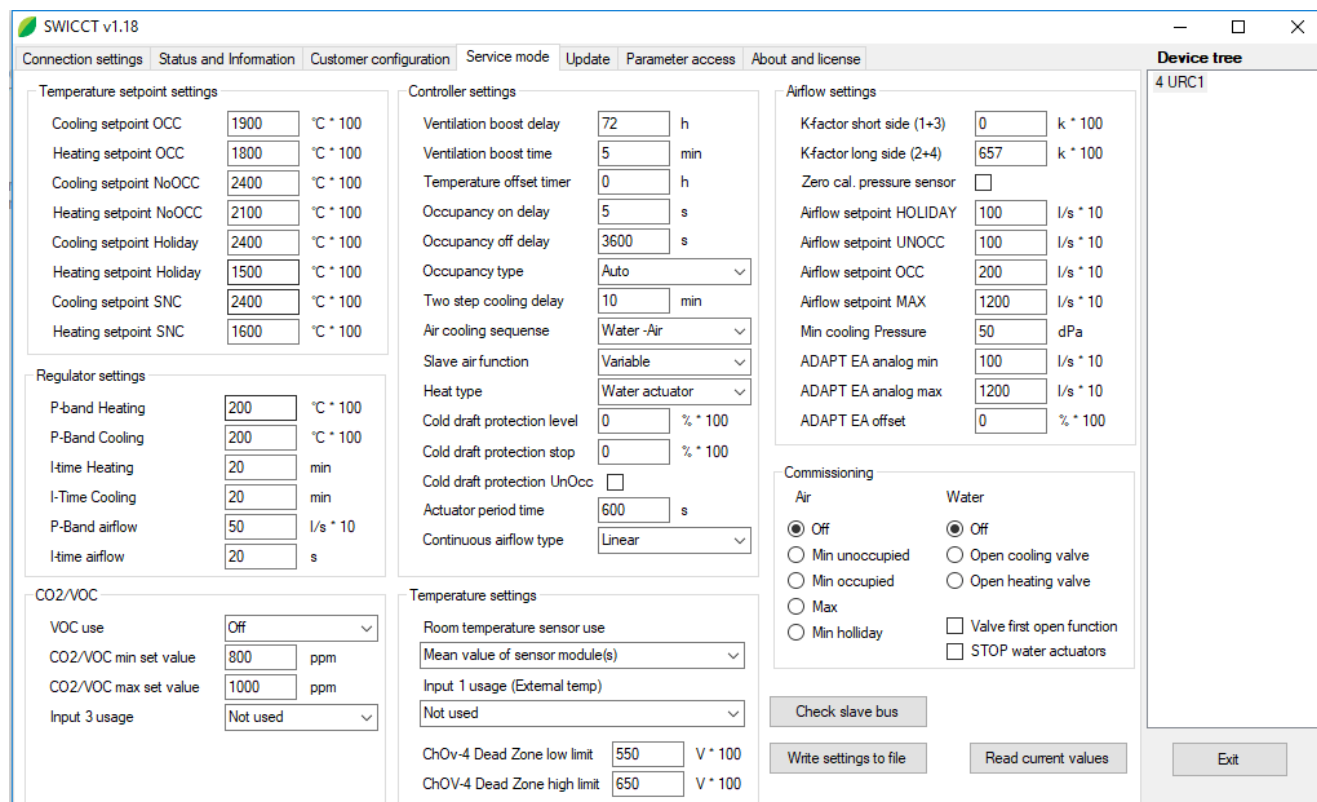 SWICCT v1.18
Connection settings Status and Information Customer configuration Service mode Update Parameter access About and license
Device tree
4 URC1
Temperature setpoint settings
Cooling setpoint OCC 1900 °C * 100
Heating setpoint OCC 1800 °C * 100
Cooling setpoint NoOCC 2400 °C * 100
Heating setpoint NoOCC 2100 °C * 100
Cooling setpoint Holiday 2400 °C * 100
Heating setpoint Holiday 1500 °C * 100
Cooling setpoint SNC 2400 °C * 100
Heating setpoint SNC 1600 °C * 100
Regulator settings
P-band Heating 200 °C * 100
P-Band Cooling 200 °C * 100
I-time Heating 20 min
I-Time Cooling 20 min
P-Band airflow 50 l/s * 10
I-time airflow 20 s
CO2/VOC
VOC use Off
CO2/VOC min set value 800 ppm
CO2/VOC max set value 1000 ppm
Input 3 usage Not used
Controller settings
Ventilation boost delay 72 h
Ventilation boost time 5 min
Temperature offset timer 0 h
Occupancy on delay 5 s
Occupancy off delay 3600 s
Occupancy type Auto
Two step cooling delay 10 min
Air cooling sequense Water -Air
Slave air function Variable
Heat type Water actuator
Cold draft protection level 0 % * 100
Cold draft protection stop 0 % * 100
Cold draft protection UnOcc
Actuator period time 600 s
Continuous airflow type Linear
Temperature settings
Room temperature sensor use
Mean value of sensor module(s)
Input 1 usage (External temp)
Not used
ChOv-4 Dead Zone low limit 550 V * 100
ChOV-4 Dead Zone high limit 650 V * 100
Airflow settings
K-factor short side (1+3) 0 k * 100
K-factor long side (2+4) 657 k * 100
Zero cal. pressure sensor
Airflow setpoint HOLIDAY 100 l/s * 10
Airflow setpoint UNOCC 100 l/s * 10
Airflow setpoint OCC 200 l/s * 10
Airflow setpoint MAX 1200 l/s * 10
Min cooling Pressure 50 dPa
ADAPT EA analog min 100 l/s * 10
ADAPT EA analog max 1200 l/s * 10
ADAPT EA offset 0 % * 100
Commissioning
Air Water
Off Off
Min unoccupied Open cooling valve
Min occupied Open heating valve
Max
Valve first open function
Min holliday
STOP water actuators
Check slave bus
Write settings to file Read current values Exit